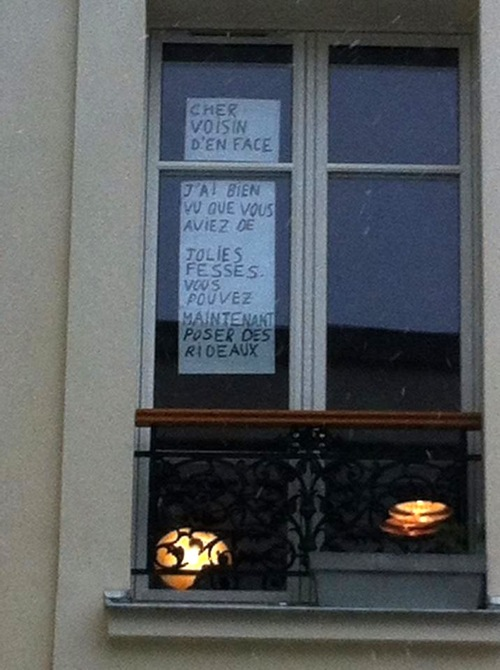 CHER
VOISIN
D'EN FACE
J'AI BIEN
VU QUE VOUS
AVIEZ DE
JOLIES
FESSES.
VOUS
POUVEZ
MAINTENANT
POSER DES
RIDEAUX